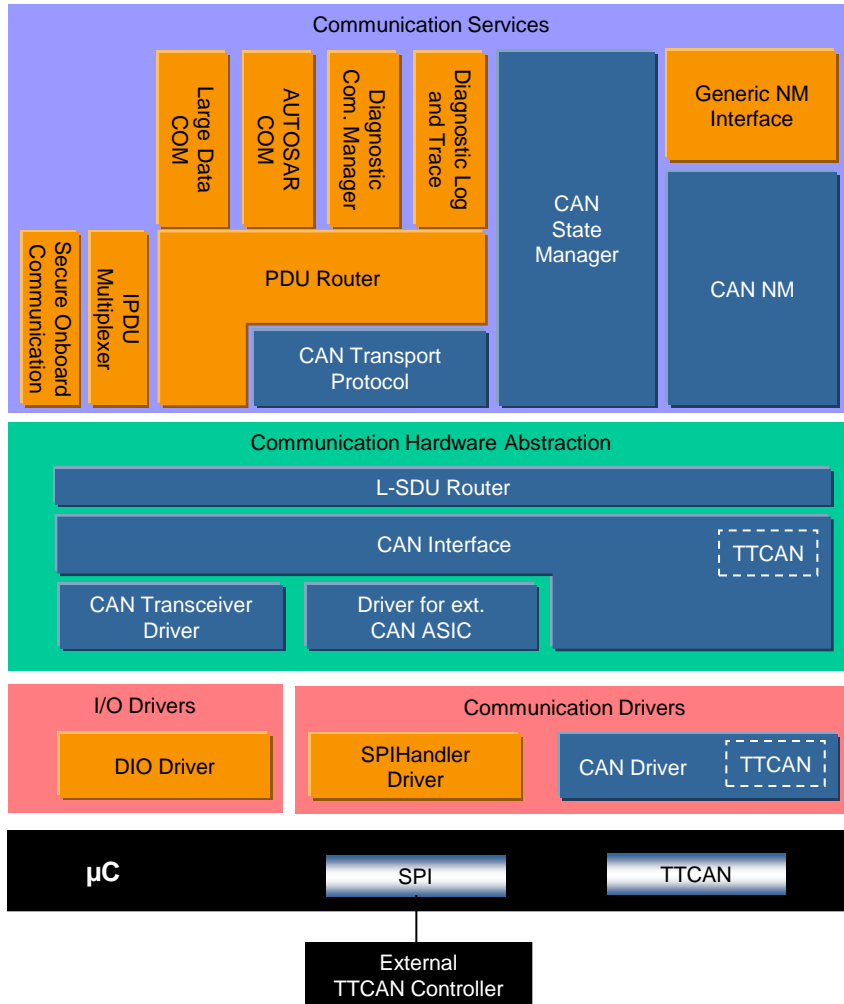 Communication Services
Large Data
COM
AUTOSAR
COM
Diagnostic
Com. Manager
Diagnostic Log
and Trace
CAN
State
Manager
Generic NM
Interface
Secure Onboard
Communication
IPDU
Multiplexer
PDU Router
CAN NM
CAN Transport
Protocol
Communication Hardware Abstraction
L-SDU Router
CAN Interface
TTCAN
CAN Transceiver
Driver
Driver for ext.
CAN ASIC
I/O Drivers
Communication Drivers
DIO Driver
SPIHandler
Driver
CAN Driver
TTCAN
µC
SPI
TTCAN
External
TTCAN Controller